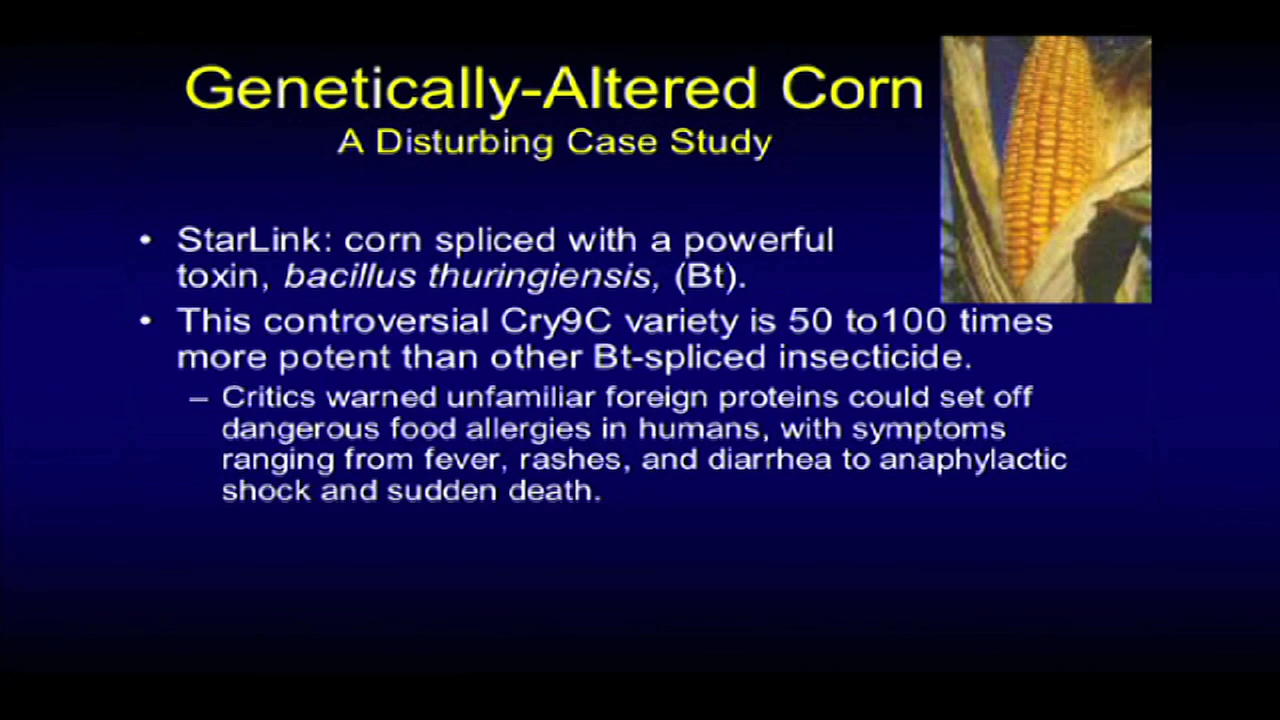 Genetically-Altered Corn
A Disturbing Case Study
• StarLink: corn spliced with a powerful
toxin, bacillus thuringiensis, (Bt).
• This controversial Cry9C variety is 50 to100 times
more potent than other Bt-spliced insecticide.
– Critics warned unfamiliar foreign proteins could set off
dangerous food allergies in humans, with symptoms
ranging from fever, rashes, and diarrhea to anaphylactic
shock and sudden death.